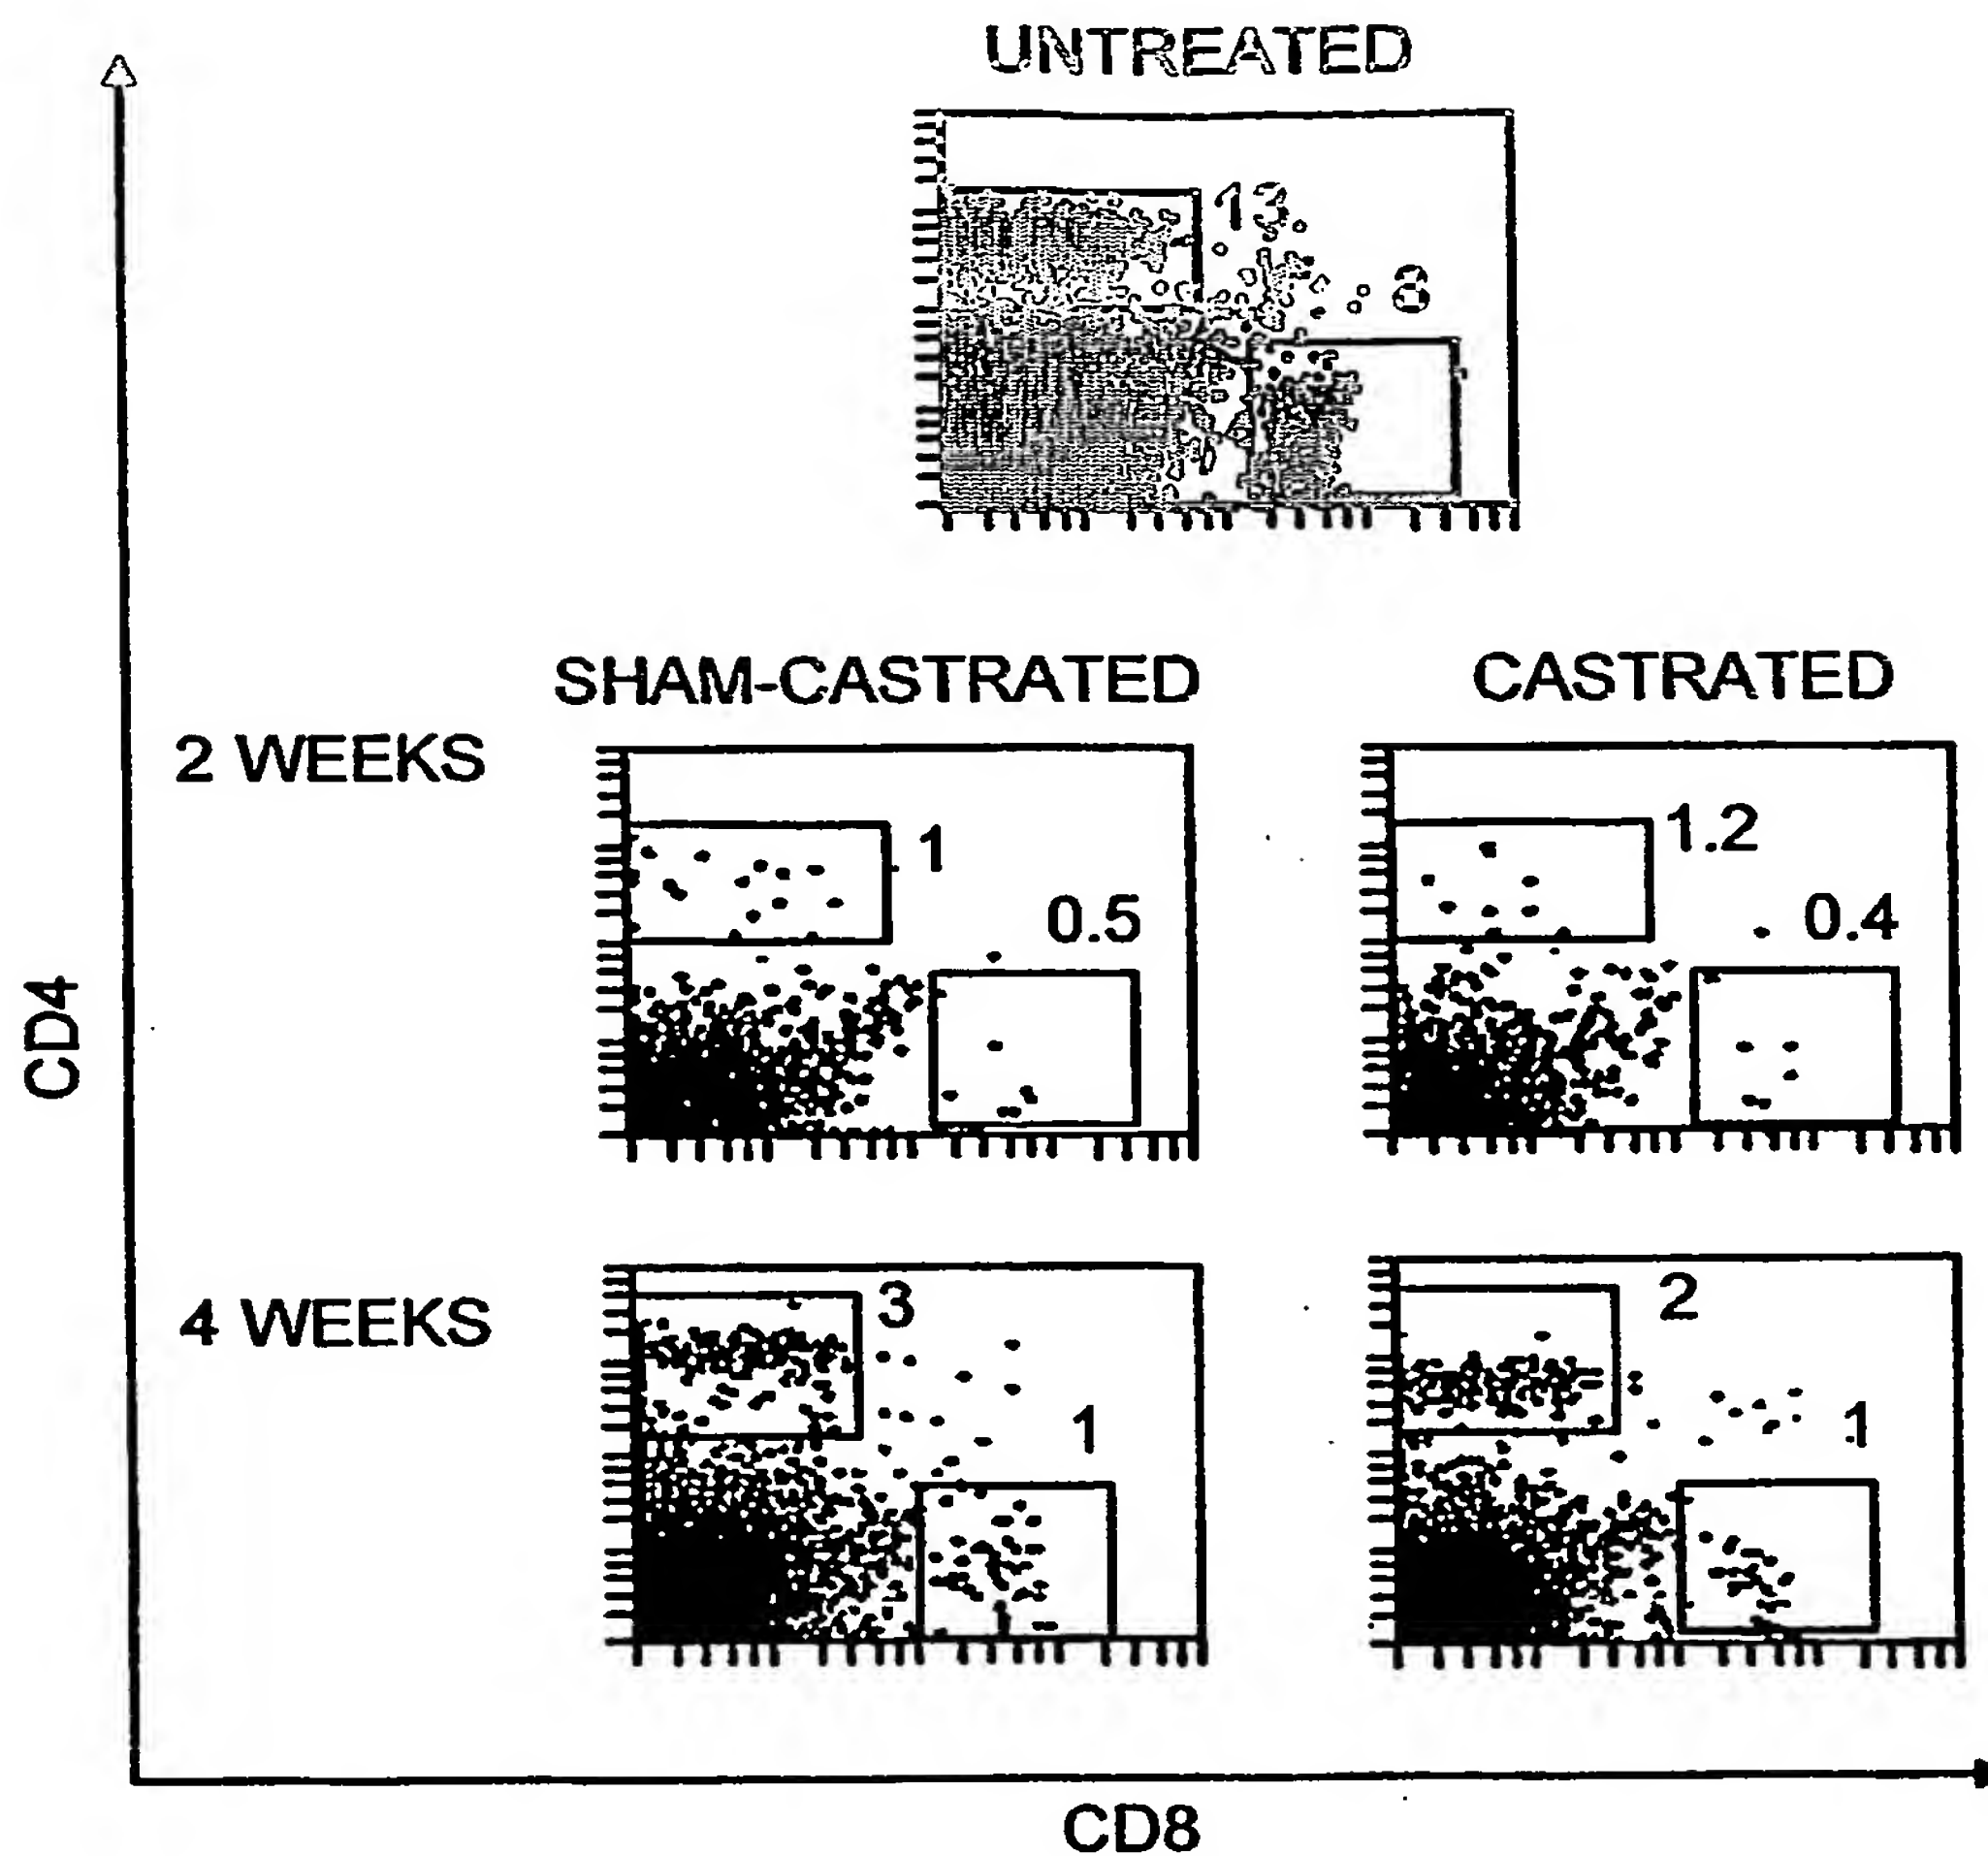 UNTREATED
13
8
SHAM-CASTRATED
CASTRATED
2 WEEKS
1
0.5
1.2
0.4
4 WEEKS
3
1
2
1
CD4
CD8